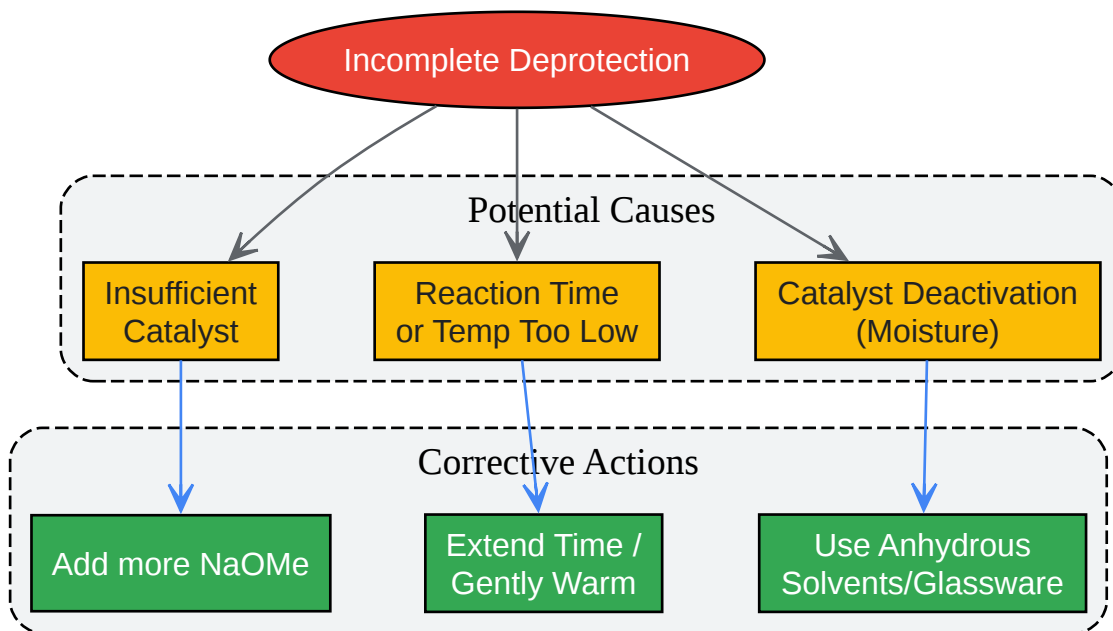 Incomplete Deprotection
Potential Causes
Insufficient
Catalyst
Reaction Time
or Temp Too Low
Catalyst Deactivation
(Moisture)
Corrective Actions
Add more NaOMe
Extend Time /
Gently Warm
Use Anhydrous
Solvents/Glassware